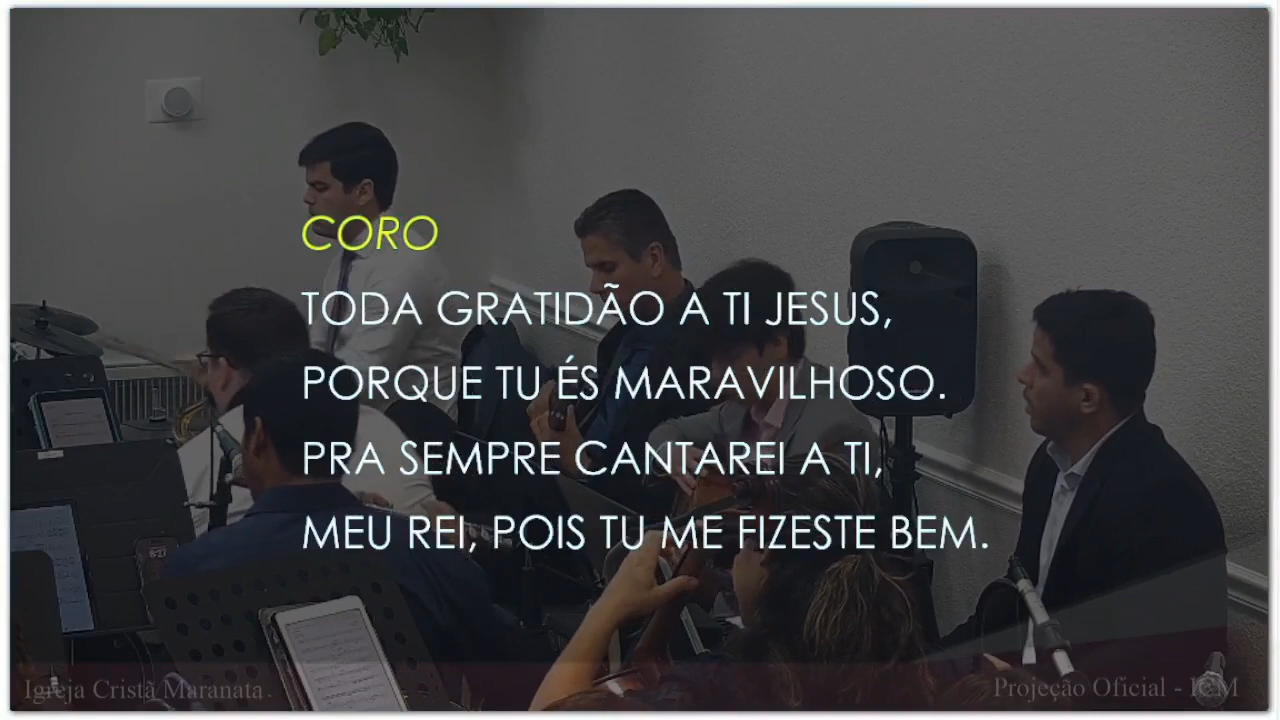 CORO
TODA GRATIDÃO A TI JESUS,
PORQUE TU ÉS MARAVILHOSO.
PRA SEMPRE CANTAREI A TI,
MEU REI, POIS TU ME FIZESTE BEM.
Igreja Cristã Maranata
Projeção Oficial - ICM